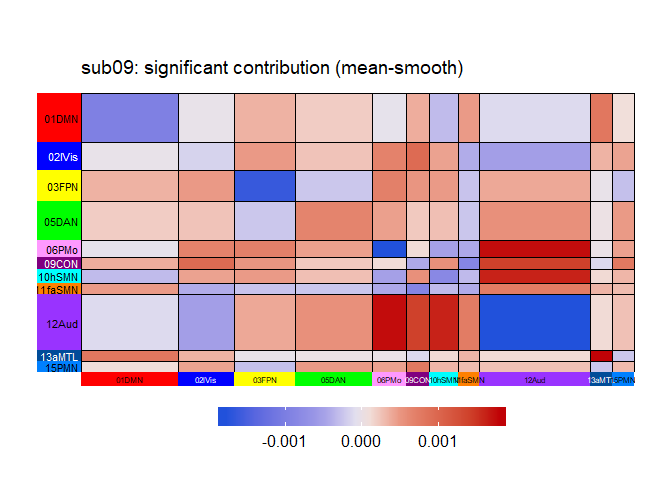 sub09: significant contribution (mean-smooth)
01DMN
02lVis
03FPN
05DAN
06PMo
09CON
10hSMN
11faSMN
12Aud
13aMTL
15PMN
01DMN 02lVis 03FPN 05DAN 06PMo 09CON 10hSMN 11faSMN 12Aud 13aMTL 15PMN
-0.001 0.000 0.001